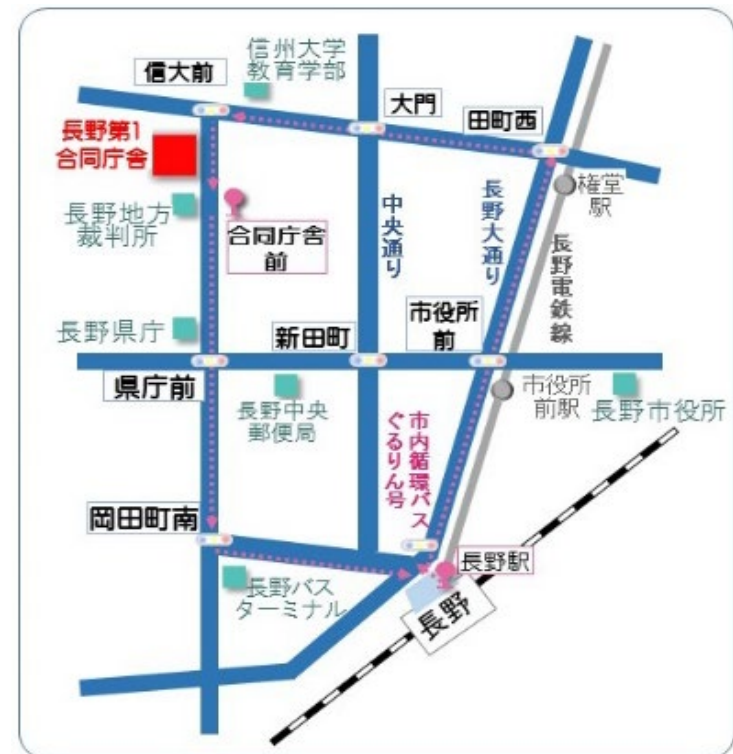 信州大学
教育学部
信大前
大門
田町西
長野第1
合同庁舎
権堂
駅
長野地方
裁判所
合同庁舎
前
中央通り
長野大通り
長野電鉄線
長野県庁
新田町
市役所
前
県庁前
長野中央
郵便局
市役所
前駅
長野市役所
市内循環バス
ぐるりん号
岡田町南
長野駅
長野バス
ターミナル
長野